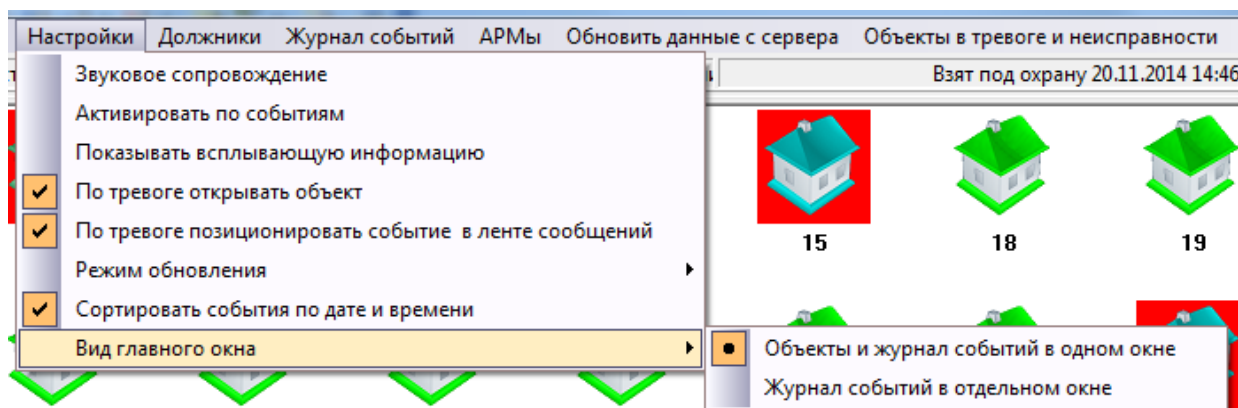 Настройки Должники Журнал событий АРМы Обновить данные с сервера Объекты в тревоге и неисправности
Звуковое сопровождение
Взят под охрану 20.11.2014 14:46
Активировать по событиям
Показывать всплывающую информацию
По тревоге открывать объект
По тревоге позиционировать событие в ленте сообщений
15 18 19
Режим обновления
Сортировать события по дате и времени
Вид главного окна
Объекты и журнал событий в одном окне
Журнал событий в отдельном окне